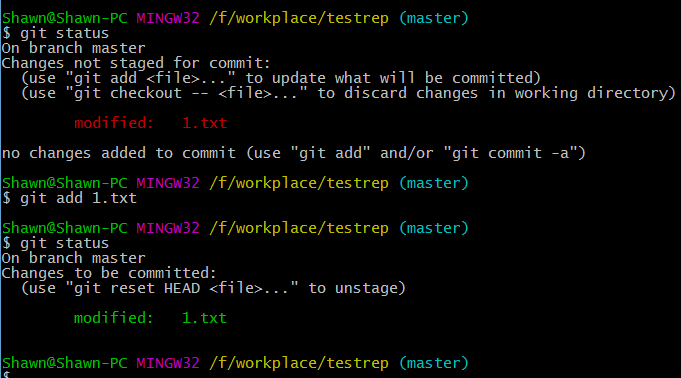 Shawn@Shawn-PC MINGW32 /f/workplace/testrep (master)
$ git status
On branch master
Changes not staged for commit:
  (use "git add <file>..." to update what will be committed)
  (use "git checkout -- <file>..." to discard changes in working directory)
        modified:   1.txt
no changes added to commit (use "git add" and/or "git commit -a")
Shawn@Shawn-PC MINGW32 /f/workplace/testrep (master)
$ git add 1.txt
Shawn@Shawn-PC MINGW32 /f/workplace/testrep (master)
$ git status
On branch master
Changes to be committed:
  (use "git reset HEAD <file>..." to unstage)
        modified:   1.txt
Shawn@Shawn-PC MINGW32 /f/workplace/testrep (master)
$